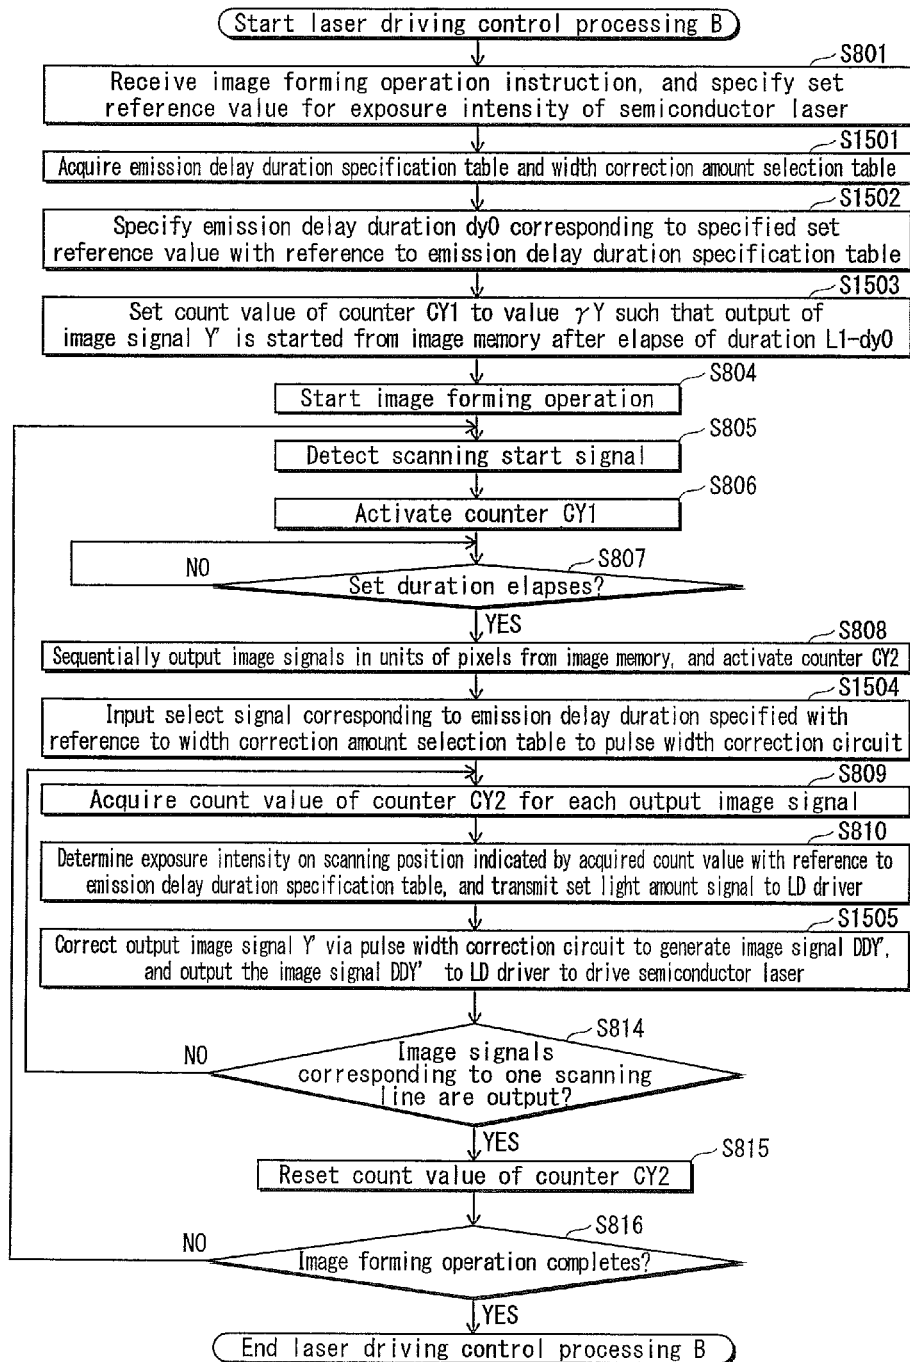 Start laser driving control processing B
S801
Receive image forming operation instruction, and specify set
reference value for exposure intensity of semiconductor laser
S1501
Acquire emission delay duration specification table and width correction amount selection table
S1502
Specify emission delay duration dy0 corresponding to specified set
reference value with reference to emission delay duration specification table
S1503
Set count value of counter CY1 to value γY such that output of
image signal Y' is started from image memory after elapse of duration L1-dy0
S804
Start image forming operation
S805
Detect scanning start signal
S806
Activate counter CY1
S807
NO
Set duration elapses?
YES
S808
Sequentially output image signals in units of pixels from image memory, and activate counter CY2
S1504
Input select signal corresponding to emission delay duration specified with
reference to width correction amount selection table to pulse width correction circuit
S809
Acquire count value of counter CY2 for each output image signal
S810
Determine exposure intensity on scanning position indicated by acquired count value with reference to
emission delay duration specification table, and transmit set light amount signal to LD driver
S1505
Correct output image signal Y' via pulse width correction circuit to generate image signal DDY',
and output the image signal DDY' to LD driver to drive semiconductor laser
S814
NO
Image signals
corresponding to one scanning
line are output?
YES
S815
Reset count value of counter CY2
S816
NO
Image forming operation completes?
YES
End laser driving control processing B